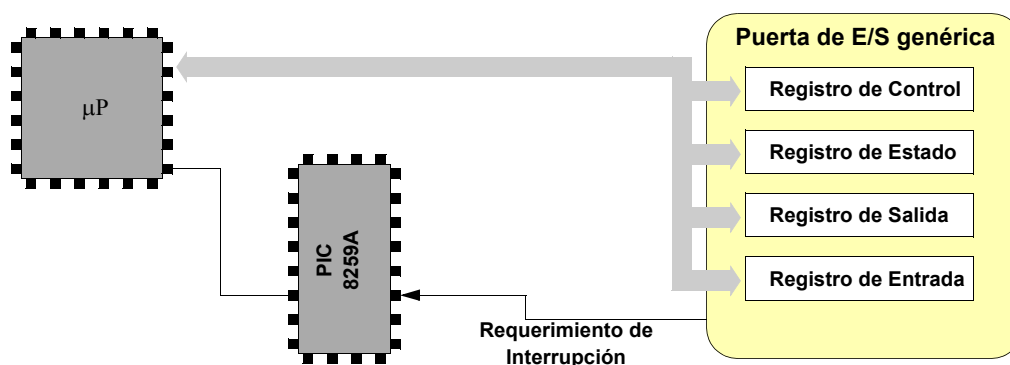 Puerta de E/S genérica
μP
Registro de Control
Registro de Estado
Registro de Salida
Registro de Entrada
PIC
8259A
Requerimiento de
Interrupción